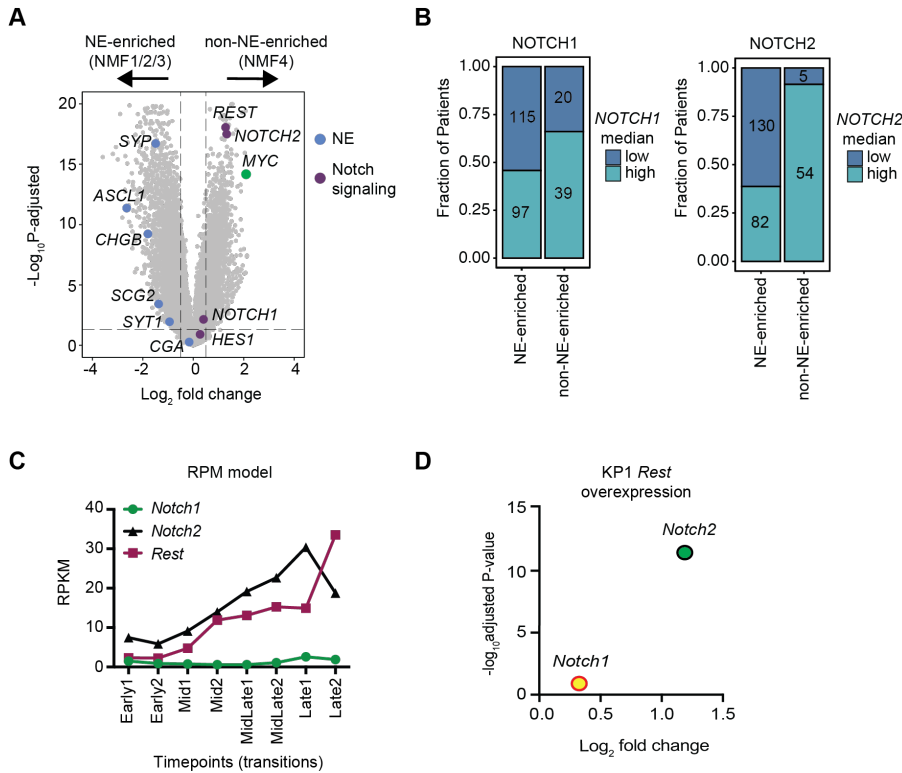 A
NE-enriched
(NMF1/2/3)
non-NE-enriched
(NMF4)
20
15
10
5
0
-Log10P-adjusted
REST
NOTCH2
SYP
MYC
ASCL1
CHGB
SCG2
SYT1
CGA
NOTCH1
HES1
-4
-2
0
2
4
Log2 fold change
NE
Notch
signaling
B
NOTCH1
1.00
0.75
0.50
0.25
0.00
Fraction of Patients
115
20
97
39
NE-enriched
non-NE-enriched
NOTCH1
median
low
high
NOTCH2
1.00
0.75
0.50
0.25
0.00
Fraction of Patients
130
5
82
54
NE-enriched
non-NE-enriched
NOTCH2
median
low
high
C
RPM model
40
30
20
10
0
RPKM
Notch1
Notch2
Rest
Early1
Early2
Mid1
Mid2
MidLate1
MidLate2
Late1
Late2
Timepoints (transitions)
D
KP1 Rest
overexpression
15
10
5
0
-log10adjusted P-value
Notch2
Notch1
0.0
0.5
1.0
1.5
Log2 fold change